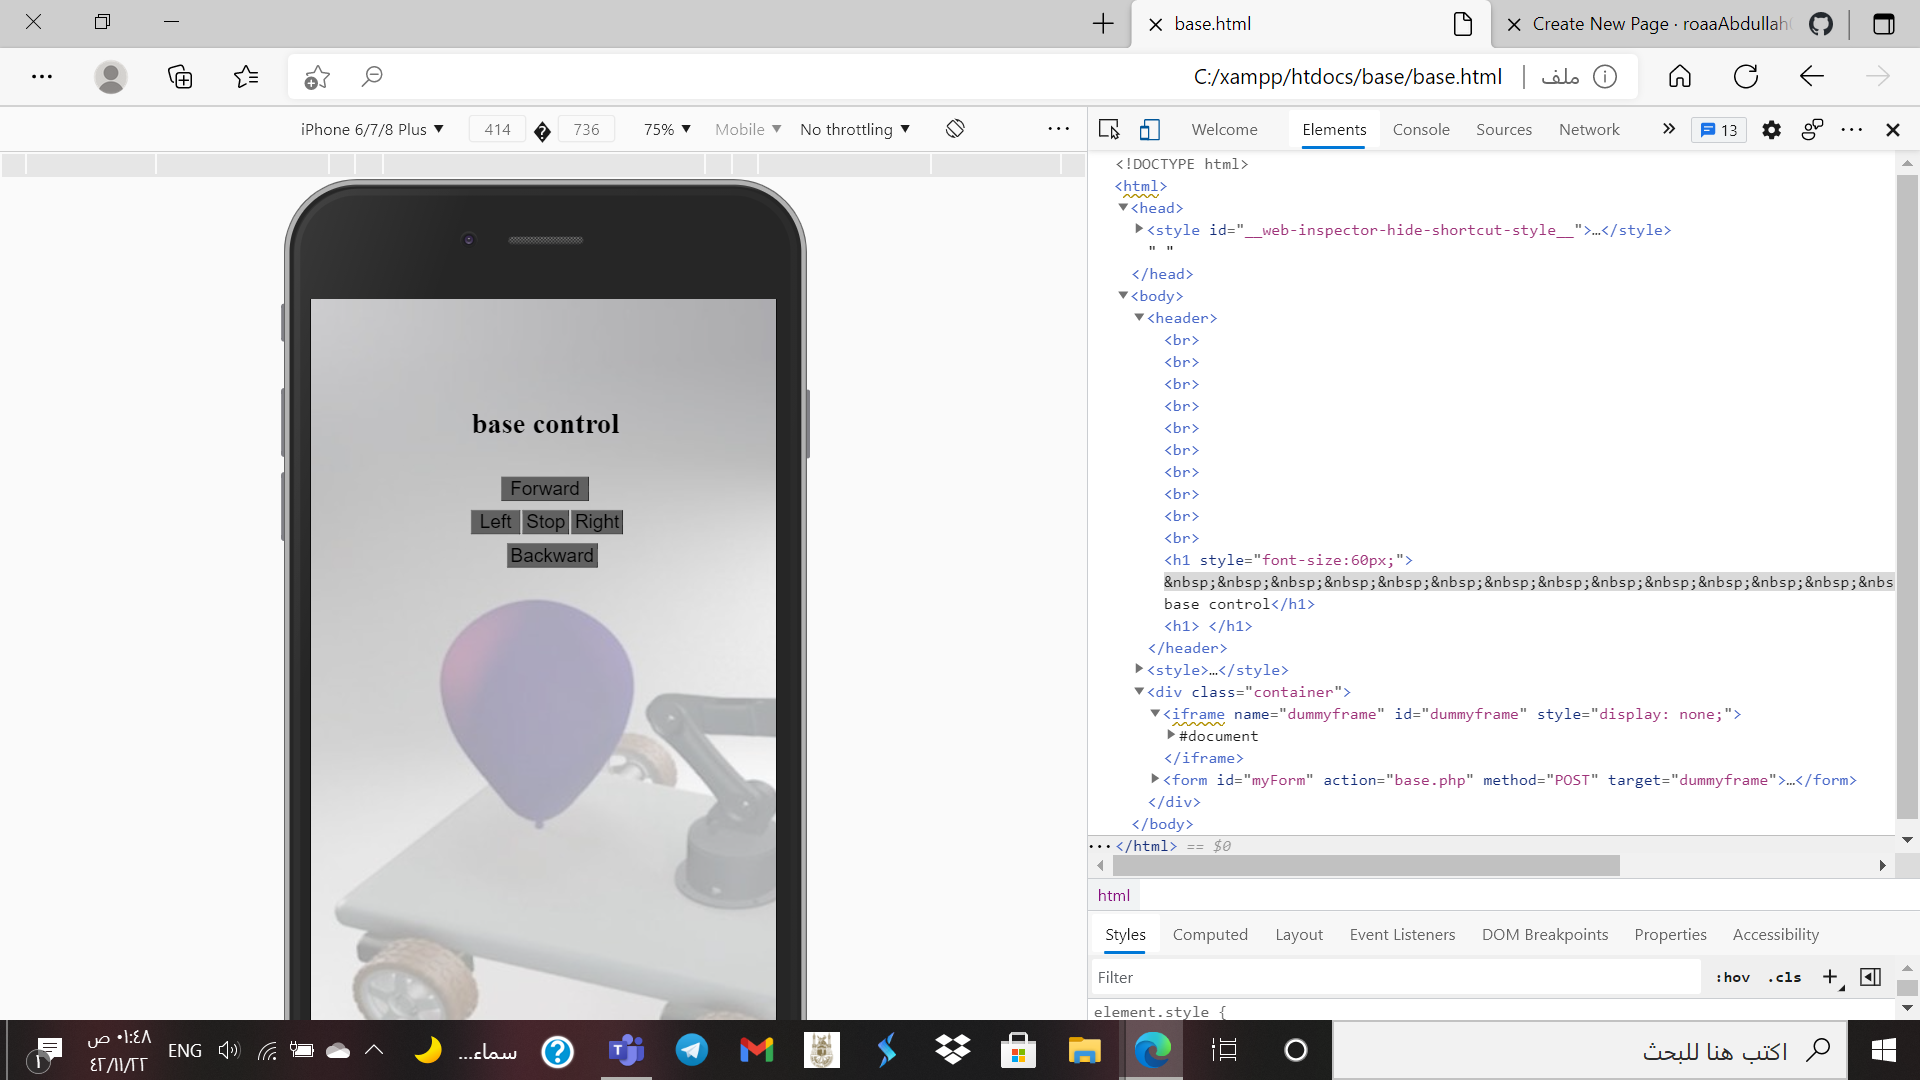 base.html
Create New Page · roaaAbdullah
C:/xampp/htdocs/base/base.html | ملف
iPhone 6/7/8 Plus 414 � 736 75% Mobile No throttling
Welcome Elements Console Sources Network » 13
<!DOCTYPE html>
<html>
<head>
<style id="__web-inspector-hide-shortcut-style__">…</style>
" "
</head>
<body>
<header>
<br>
<br>
<br>
<br>
<br>
<br>
<br>
<br>
<br>
<br>
<h1 style="font-size:60px;">
&nbsp;&nbsp;&nbsp;&nbsp;&nbsp;&nbsp;&nbsp;&nbsp;&nbsp;&nbsp;&nbsp;&nbsp;&nbsp;&nbs
base control</h1>
<h1> </h1>
</header>
<style>…</style>
<div class="container">
<iframe name="dummyframe" id="dummyframe" style="display: none;">
#document
</iframe>
<form id="myForm" action="base.php" method="POST" target="dummyframe">…</form>
</div>
</body>
</html> == $0
html
Styles Computed Layout Event Listeners DOM Breakpoints Properties Accessibility
Filter :hov .cls
element.style {
base control
Forward
Left Stop Right
Backward
٠١:٤٨ ص
٤٢/١١/٢٢
١
ENG
سماء...
اكتب هنا للبحث